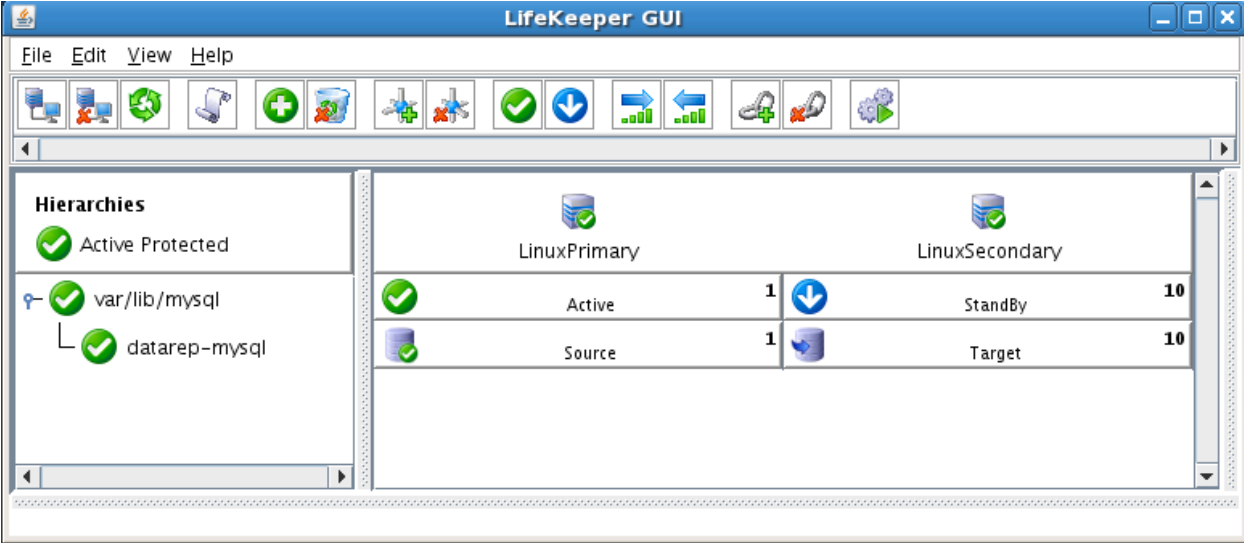 LifeKeeper GUI
File Edit View Help
Hierarchies
Active Protected
LinuxPrimary LinuxSecondary
var/lib/mysql Active 1 StandBy 10
datarep-mysql Source 1 Target 10